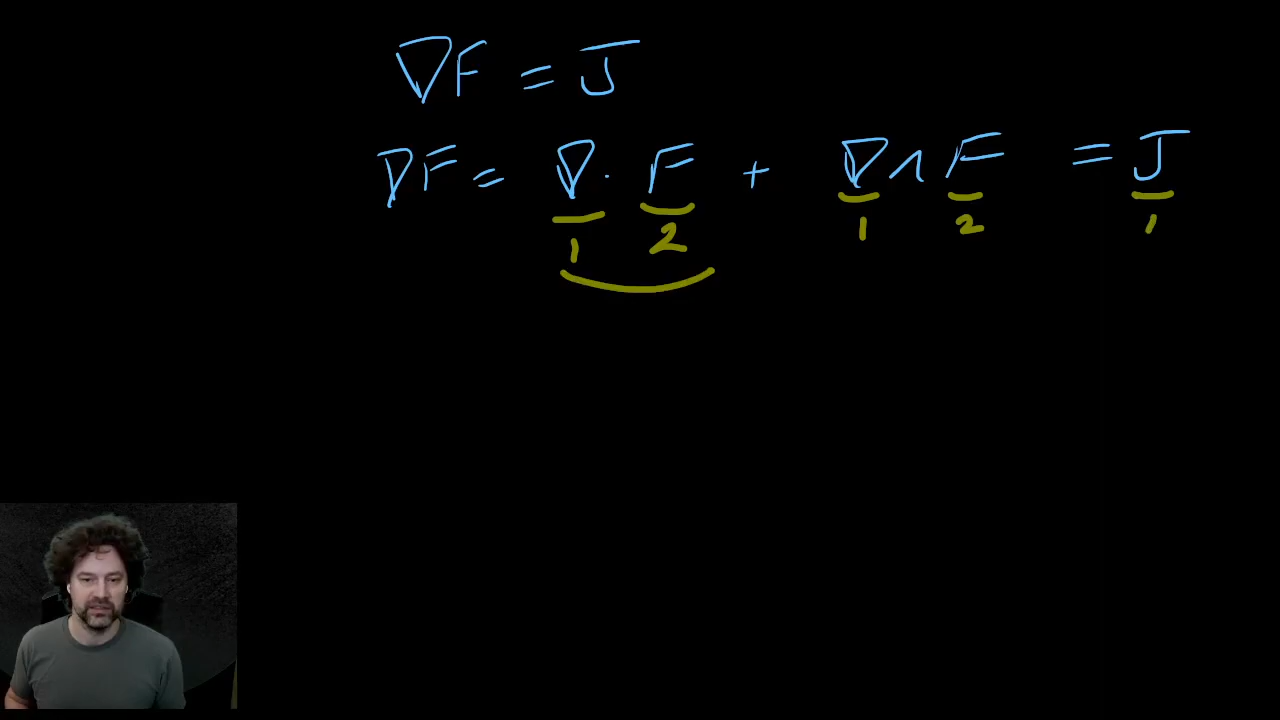 ∇F = J
∇F = ∇ · F + ∇ ∧ F = J
1 2 1 2 1